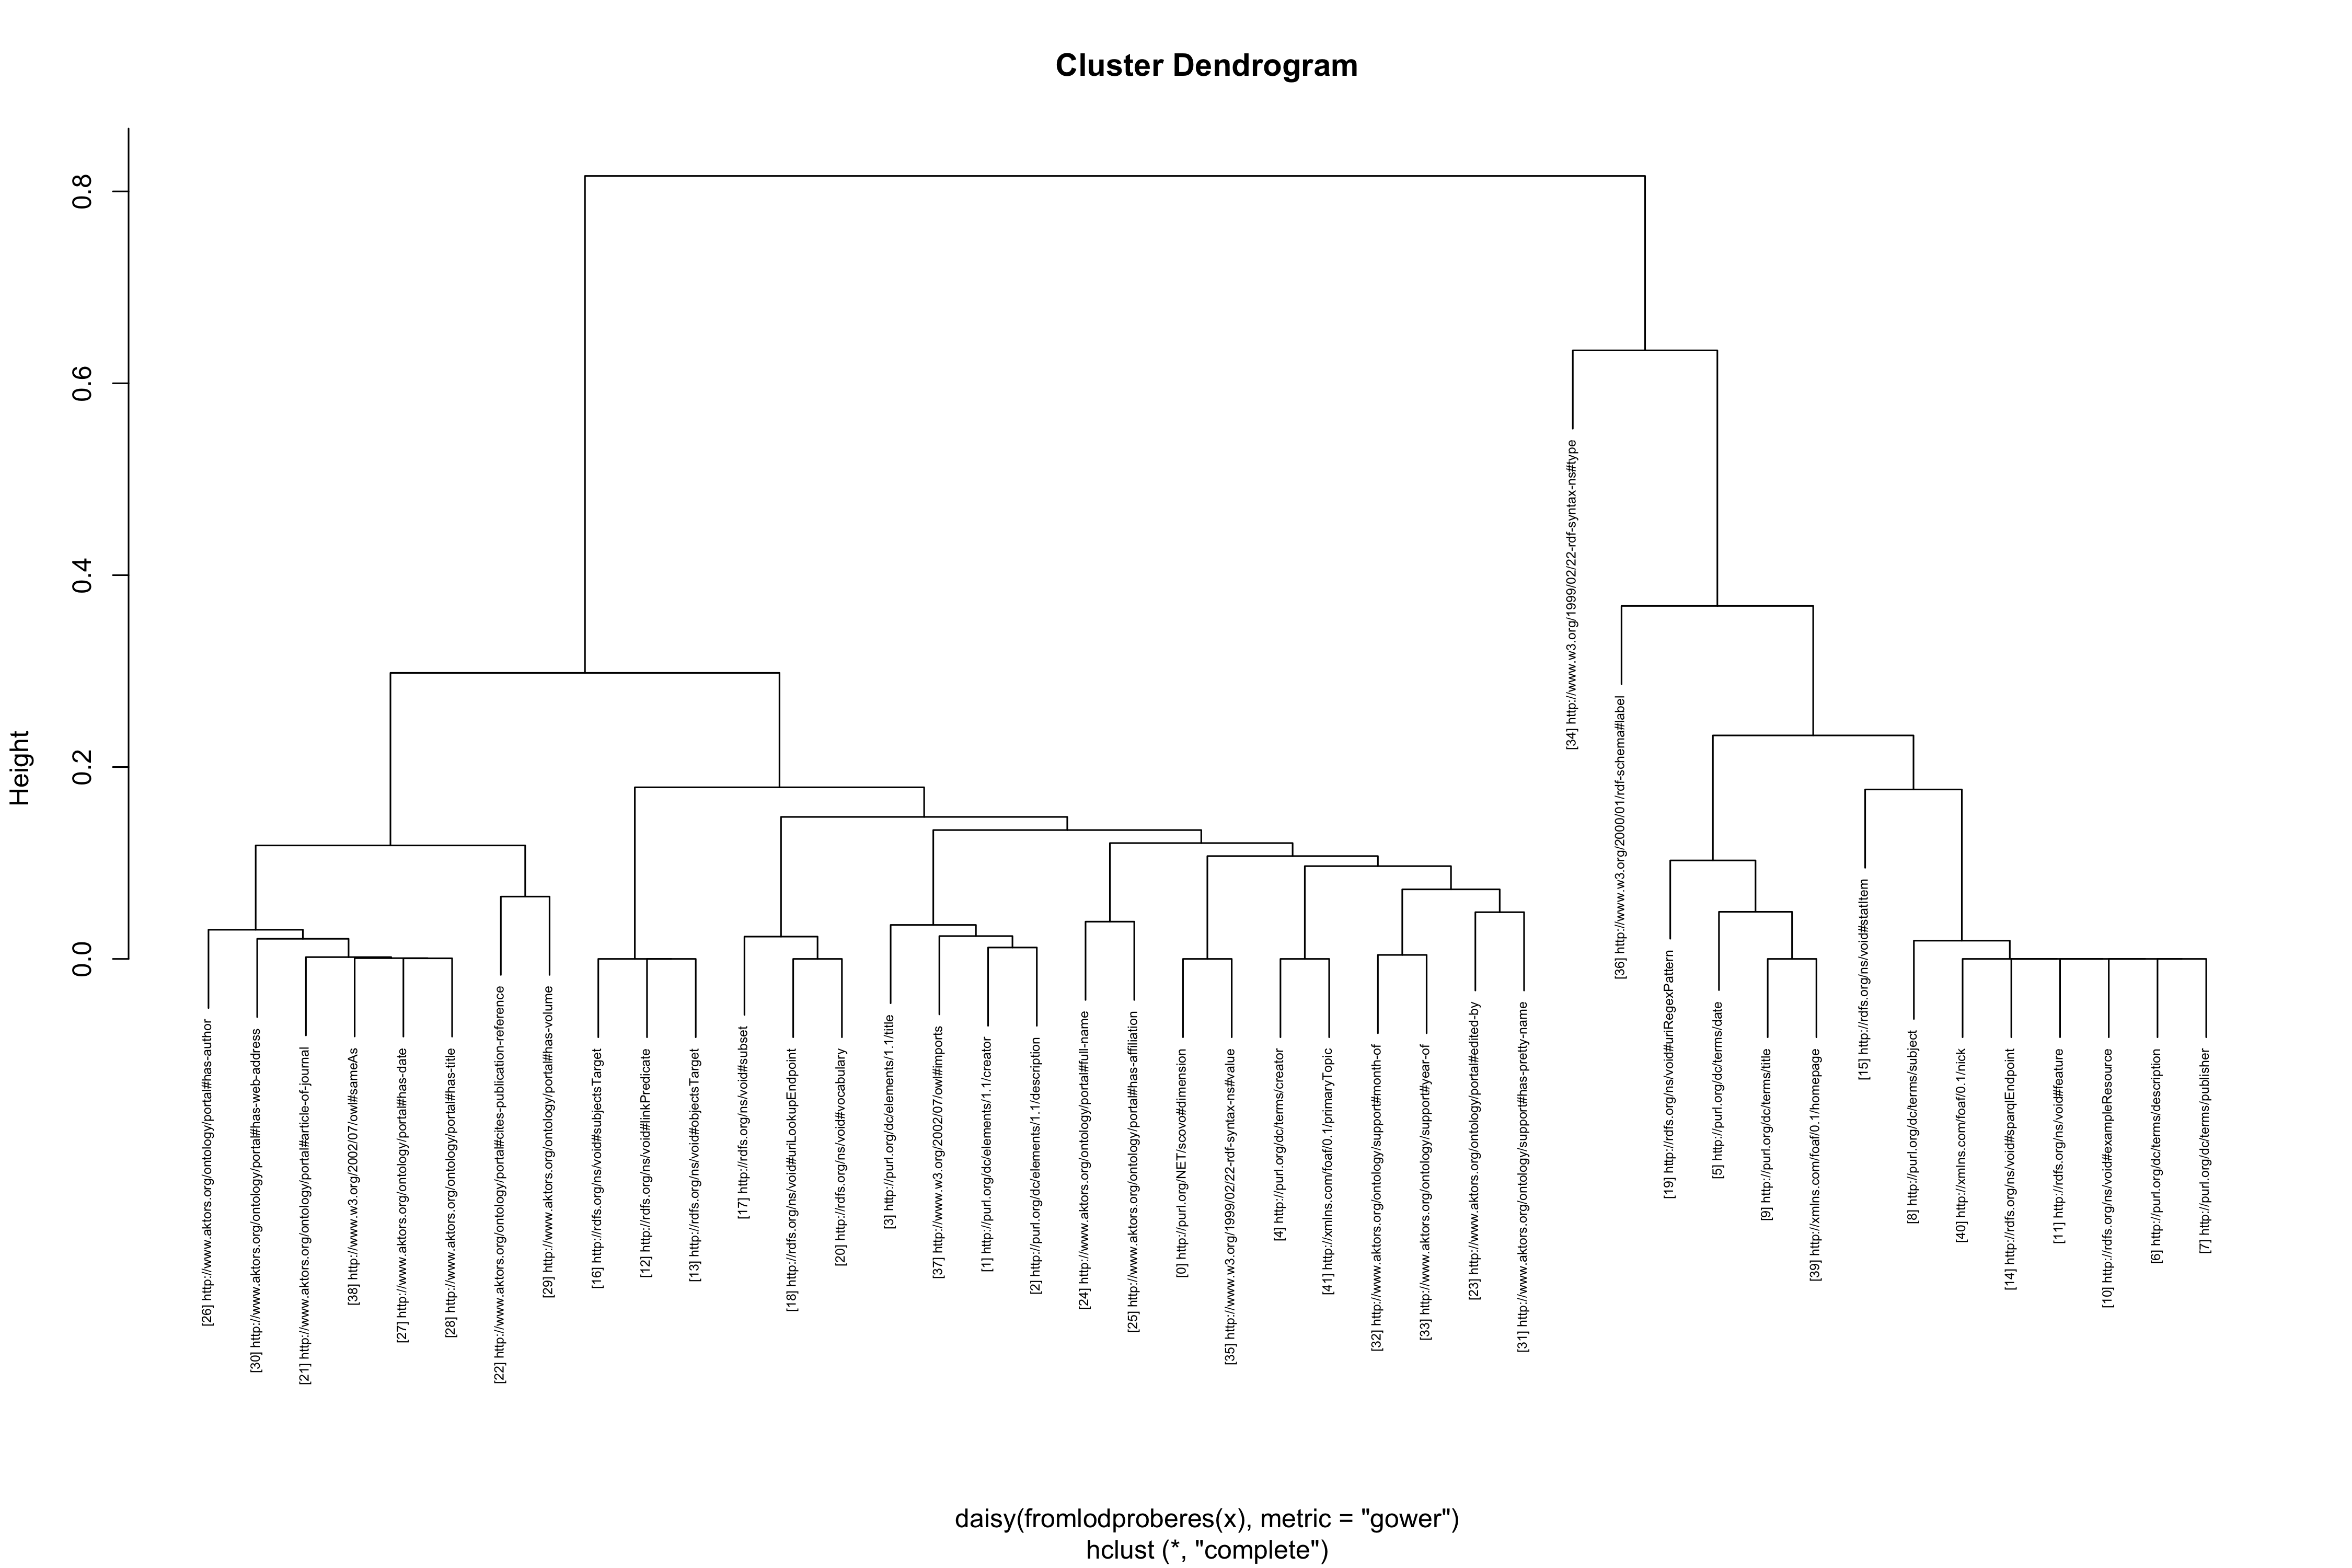 Cluster Dendrogram
Height
0.0
0.2
0.4
0.6
0.8
[26] http://www.aktors.org/ontology/portal#has-author
[30] http://www.aktors.org/ontology/portal#has-web-address
[21] http://www.aktors.org/ontology/portal#article-of-journal
[38] http://www.w3.org/2002/07/owl#sameAs
[27] http://www.aktors.org/ontology/portal#has-date
[28] http://www.aktors.org/ontology/portal#has-title
[22] http://www.aktors.org/ontology/portal#cites-publication-reference
[29] http://www.aktors.org/ontology/portal#has-volume
[16] http://rdfs.org/ns/void#subjectsTarget
[12] http://rdfs.org/ns/void#linkPredicate
[13] http://rdfs.org/ns/void#objectsTarget
[17] http://rdfs.org/ns/void#subset
[18] http://rdfs.org/ns/void#uriLookupEndpoint
[20] http://rdfs.org/ns/void#vocabulary
[3] http://purl.org/dc/elements/1.1/title
[37] http://www.w3.org/2002/07/owl#imports
[1] http://purl.org/dc/elements/1.1/creator
[2] http://purl.org/dc/elements/1.1/description
[24] http://www.aktors.org/ontology/portal#full-name
[25] http://www.aktors.org/ontology/portal#has-affiliation
[0] http://purl.org/NET/scovo#dimension
[35] http://www.w3.org/1999/02/22-rdf-syntax-ns#value
[4] http://purl.org/dc/terms/creator
[41] http://xmlns.com/foaf/0.1/primaryTopic
[32] http://www.aktors.org/ontology/support#month-of
[33] http://www.aktors.org/ontology/support#year-of
[23] http://www.aktors.org/ontology/portal#edited-by
[31] http://www.aktors.org/ontology/support#has-pretty-name
[34] http://www.w3.org/1999/02/22-rdf-syntax-ns#type
[36] http://www.w3.org/2000/01/rdf-schema#label
[19] http://rdfs.org/ns/void#uriRegexPattern
[5] http://purl.org/dc/terms/date
[9] http://purl.org/dc/terms/title
[39] http://xmlns.com/foaf/0.1/homepage
[15] http://rdfs.org/ns/void#statItem
[8] http://purl.org/dc/terms/subject
[40] http://xmlns.com/foaf/0.1/nick
[14] http://rdfs.org/ns/void#sparqlEndpoint
[11] http://rdfs.org/ns/void#feature
[10] http://rdfs.org/ns/void#exampleResource
[6] http://purl.org/dc/terms/description
[7] http://purl.org/dc/terms/publisher
daisy(fromlodproberes(x), metric = "gower")
hclust (*, "complete")